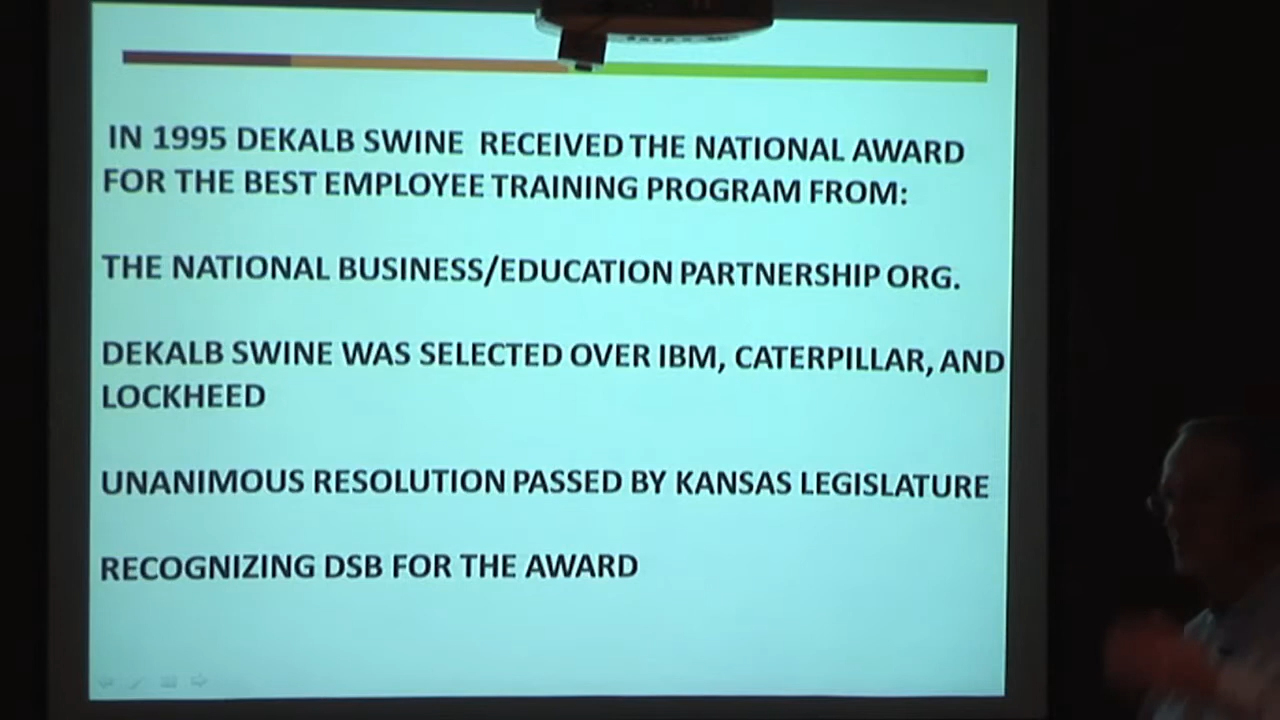 IN 1995 DEKALB SWINE RECEIVED THE NATIONAL AWARD
FOR THE BEST EMPLOYEE TRAINING PROGRAM FROM:
THE NATIONAL BUSINESS/EDUCATION PARTNERSHIP ORG.
DEKALB SWINE WAS SELECTED OVER IBM, CATERPILLAR, AND
LOCKHEED
UNANIMOUS RESOLUTION PASSED BY KANSAS LEGISLATURE
RECOGNIZING DSB FOR THE AWARD